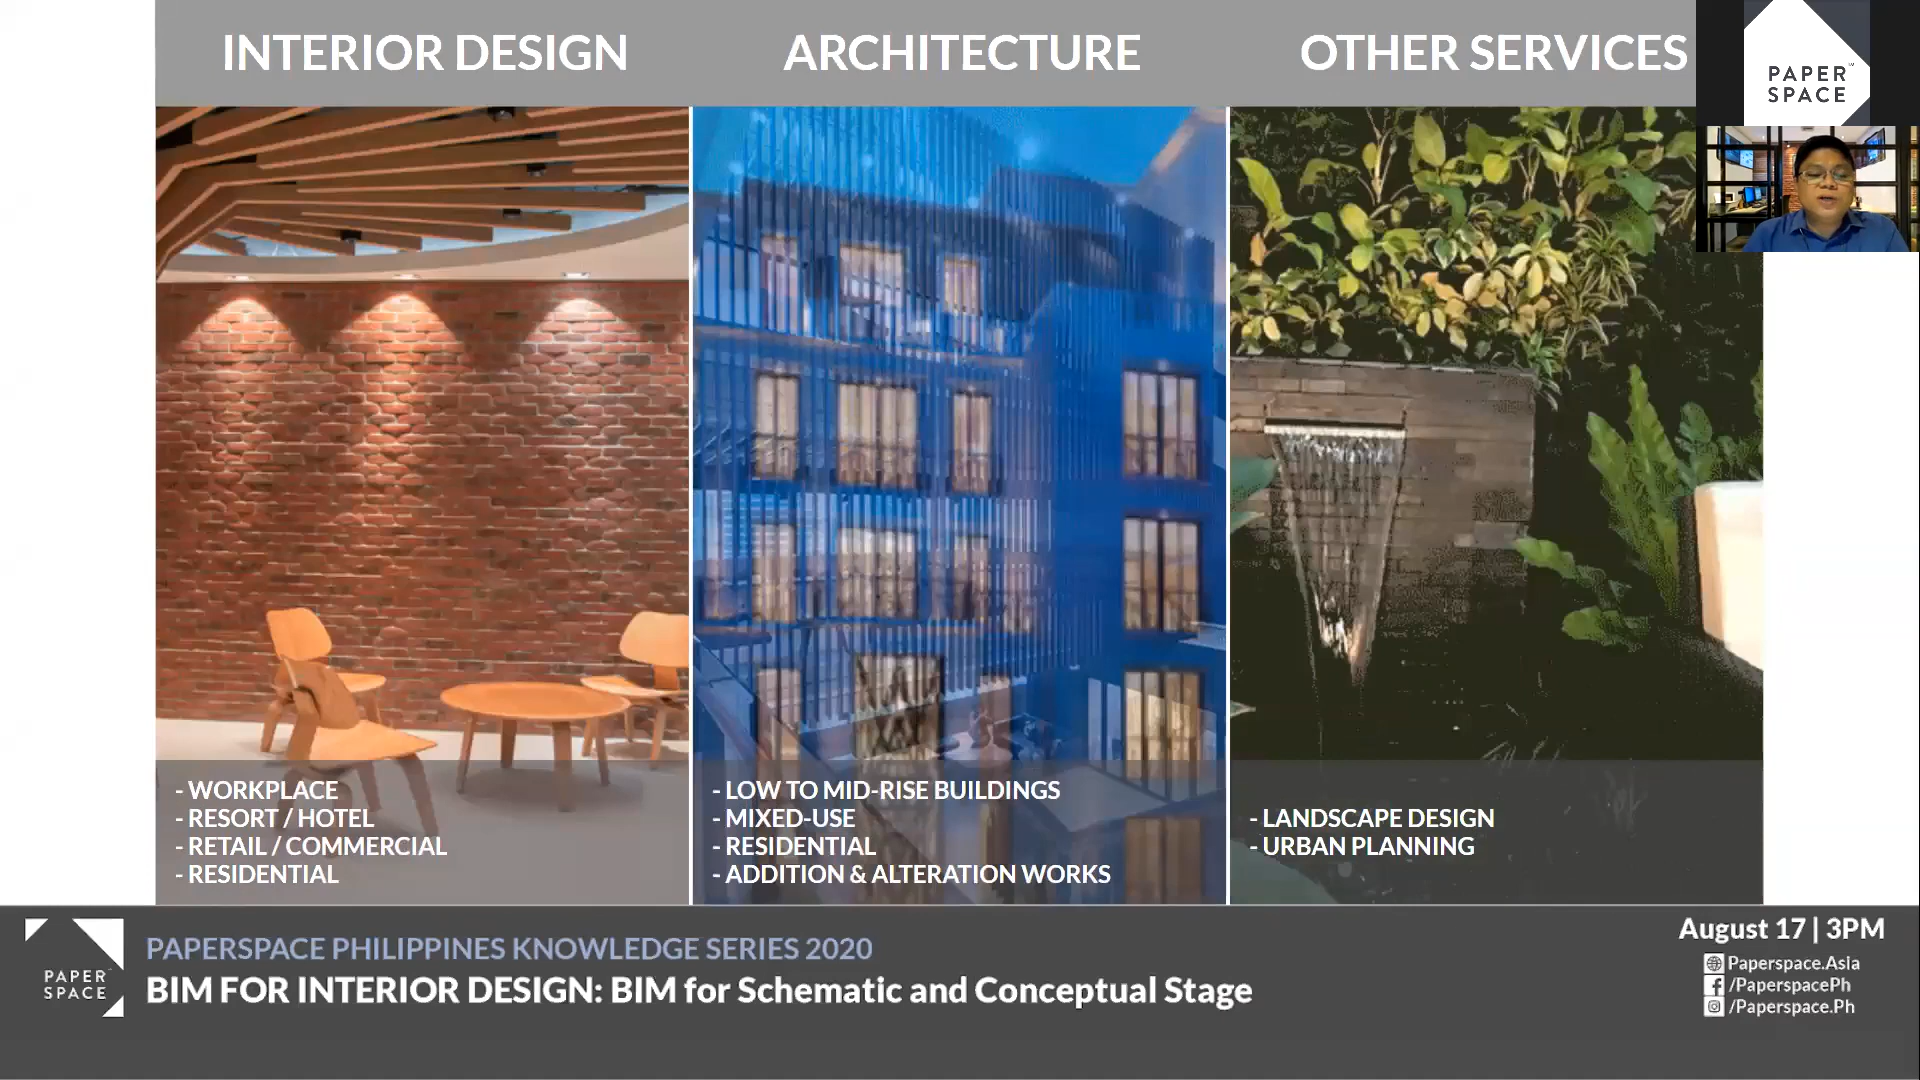 INTERIOR DESIGN
ARCHITECTURE
OTHER SERVICES
PAPER
SPACE
- WORKPLACE
- RESORT / HOTEL
- RETAIL / COMMERCIAL
- RESIDENTIAL
- LOW TO MID-RISE BUILDINGS
- MIXED-USE
- RESIDENTIAL
- ADDITION & ALTERATION WORKS
- LANDSCAPE DESIGN
- URBAN PLANNING
PAPER
SPACE
PAPERSPACE PHILIPPINES KNOWLEDGE SERIES 2020
BIM FOR INTERIOR DESIGN: BIM for Schematic and Conceptual Stage
August 17 | 3PM
Paperspace.Asia
/PaperspacePh
/Paperspace.Ph